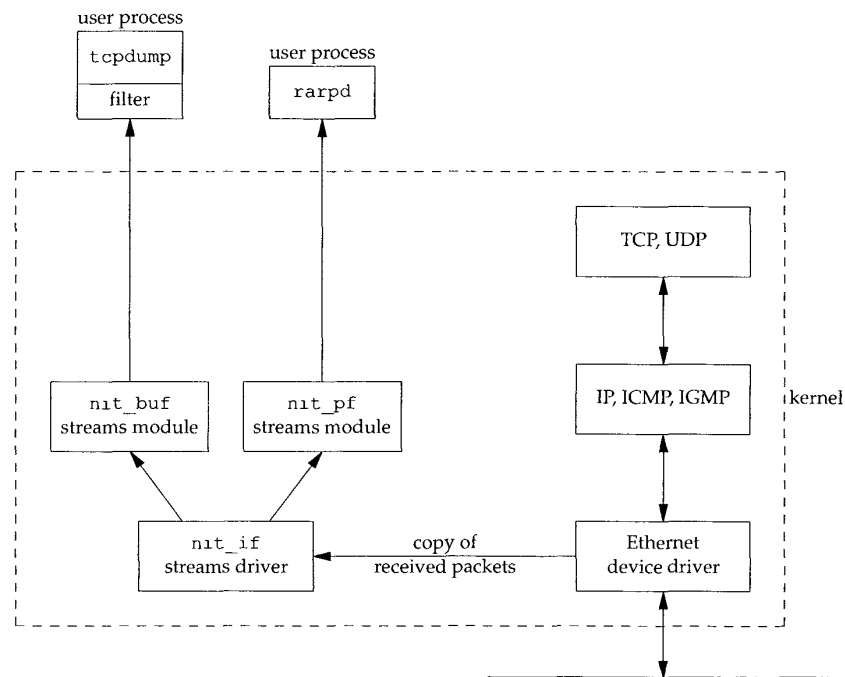 user process
tcpdump
filter
user process
rarpd
TCP, UDP
nit_buf
streams module
nit_pf
streams module
IP, ICMP, IGMP
kernel
nit_if
streams driver
copy of
received packets
Ethernet
device driver